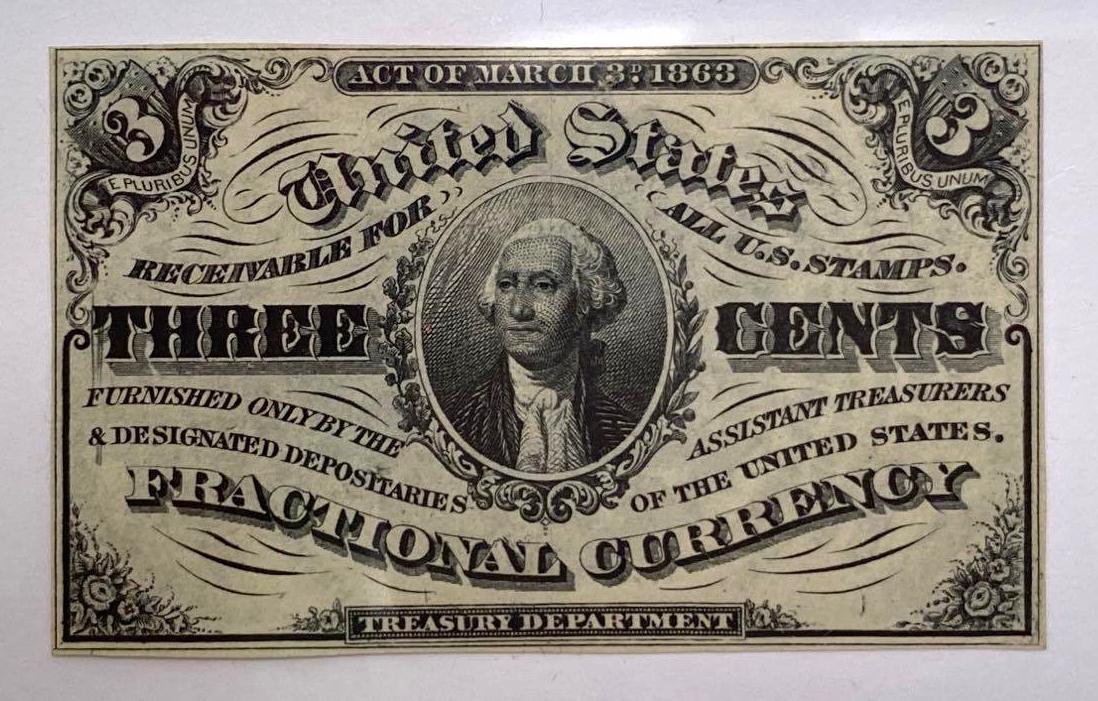 ACT OF MARCH 3D. 1863
3
E PLURIBUS UNUM
3
E PLURIBUS UNUM
United States
RECEIVABLE FOR ALL U.S. STAMPS.
THREE CENTS
FURNISHED ONLY BY THE ASSISTANT TREASURERS
& DESIGNATED DEPOSITARIES OF THE UNITED STATES.
FRACTIONAL CURRENCY
TREASURY DEPARTMENT